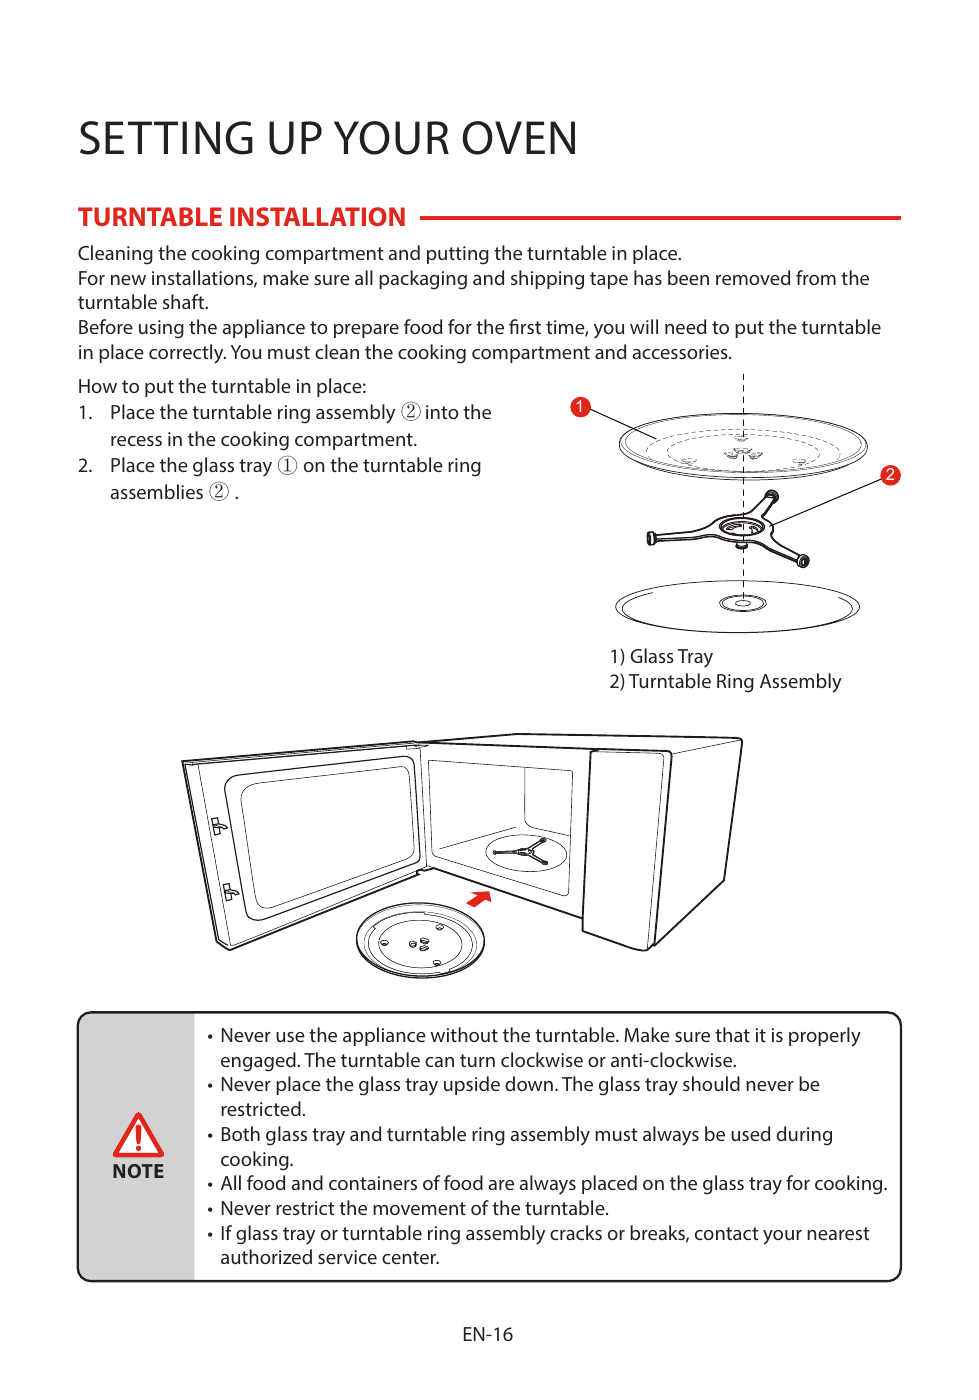 SETTING UP YOUR OVEN
TURNTABLE INSTALLATION
Cleaning the cooking compartment and putting the turntable in place.
For new installations, make sure all packaging and shipping tape has been removed from the
turntable shaft.
Before using the appliance to prepare food for the first time, you will need to put the turntable
in place correctly. You must clean the cooking compartment and accessories.
How to put the turntable in place:
1. Place the turntable ring assembly ② into the
recess in the cooking compartment.
2. Place the glass tray ① on the turntable ring
assemblies ② .
1
2
1) Glass Tray
2) Turntable Ring Assembly
• Never use the appliance without the turntable. Make sure that it is properly
engaged. The turntable can turn clockwise or anti-clockwise.
• Never place the glass tray upside down. The glass tray should never be
restricted.
• Both glass tray and turntable ring assembly must always be used during
cooking.
• All food and containers of food are always placed on the glass tray for cooking.
• Never restrict the movement of the turntable.
• If glass tray or turntable ring assembly cracks or breaks, contact your nearest
authorized service center.
NOTE
EN-16